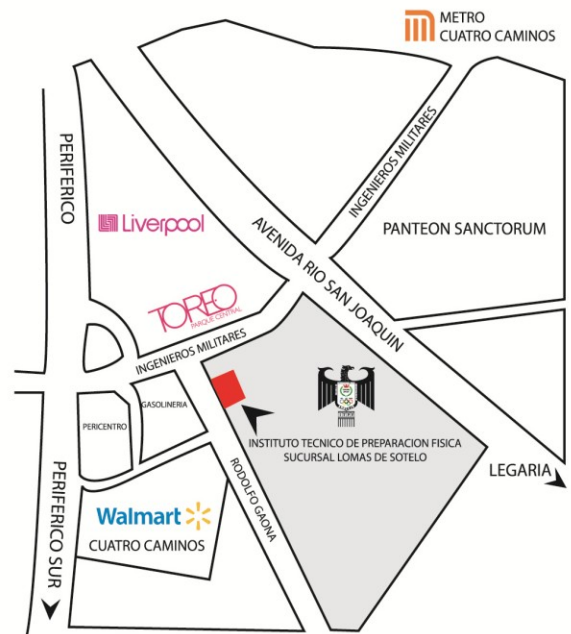 METRO
CUATRO CAMINOS
PERIFERICO
INGENIEROS MILITARES
Liverpool
AVENIDA RIO SAN JOAQUIN
PANTEON SANCTORUM
TOREO
PARQUE CENTRAL
INGENIEROS MILITARES
GASOLINERIA
PERICENTRO
INSTITUTO TECNICO DE PREPARACION FISICA
SUCURSAL LOMAS DE SOTELO
RODOLFO GAONA
LEGARIA
PERIFERICO SUR
Walmart
CUATRO CAMINOS